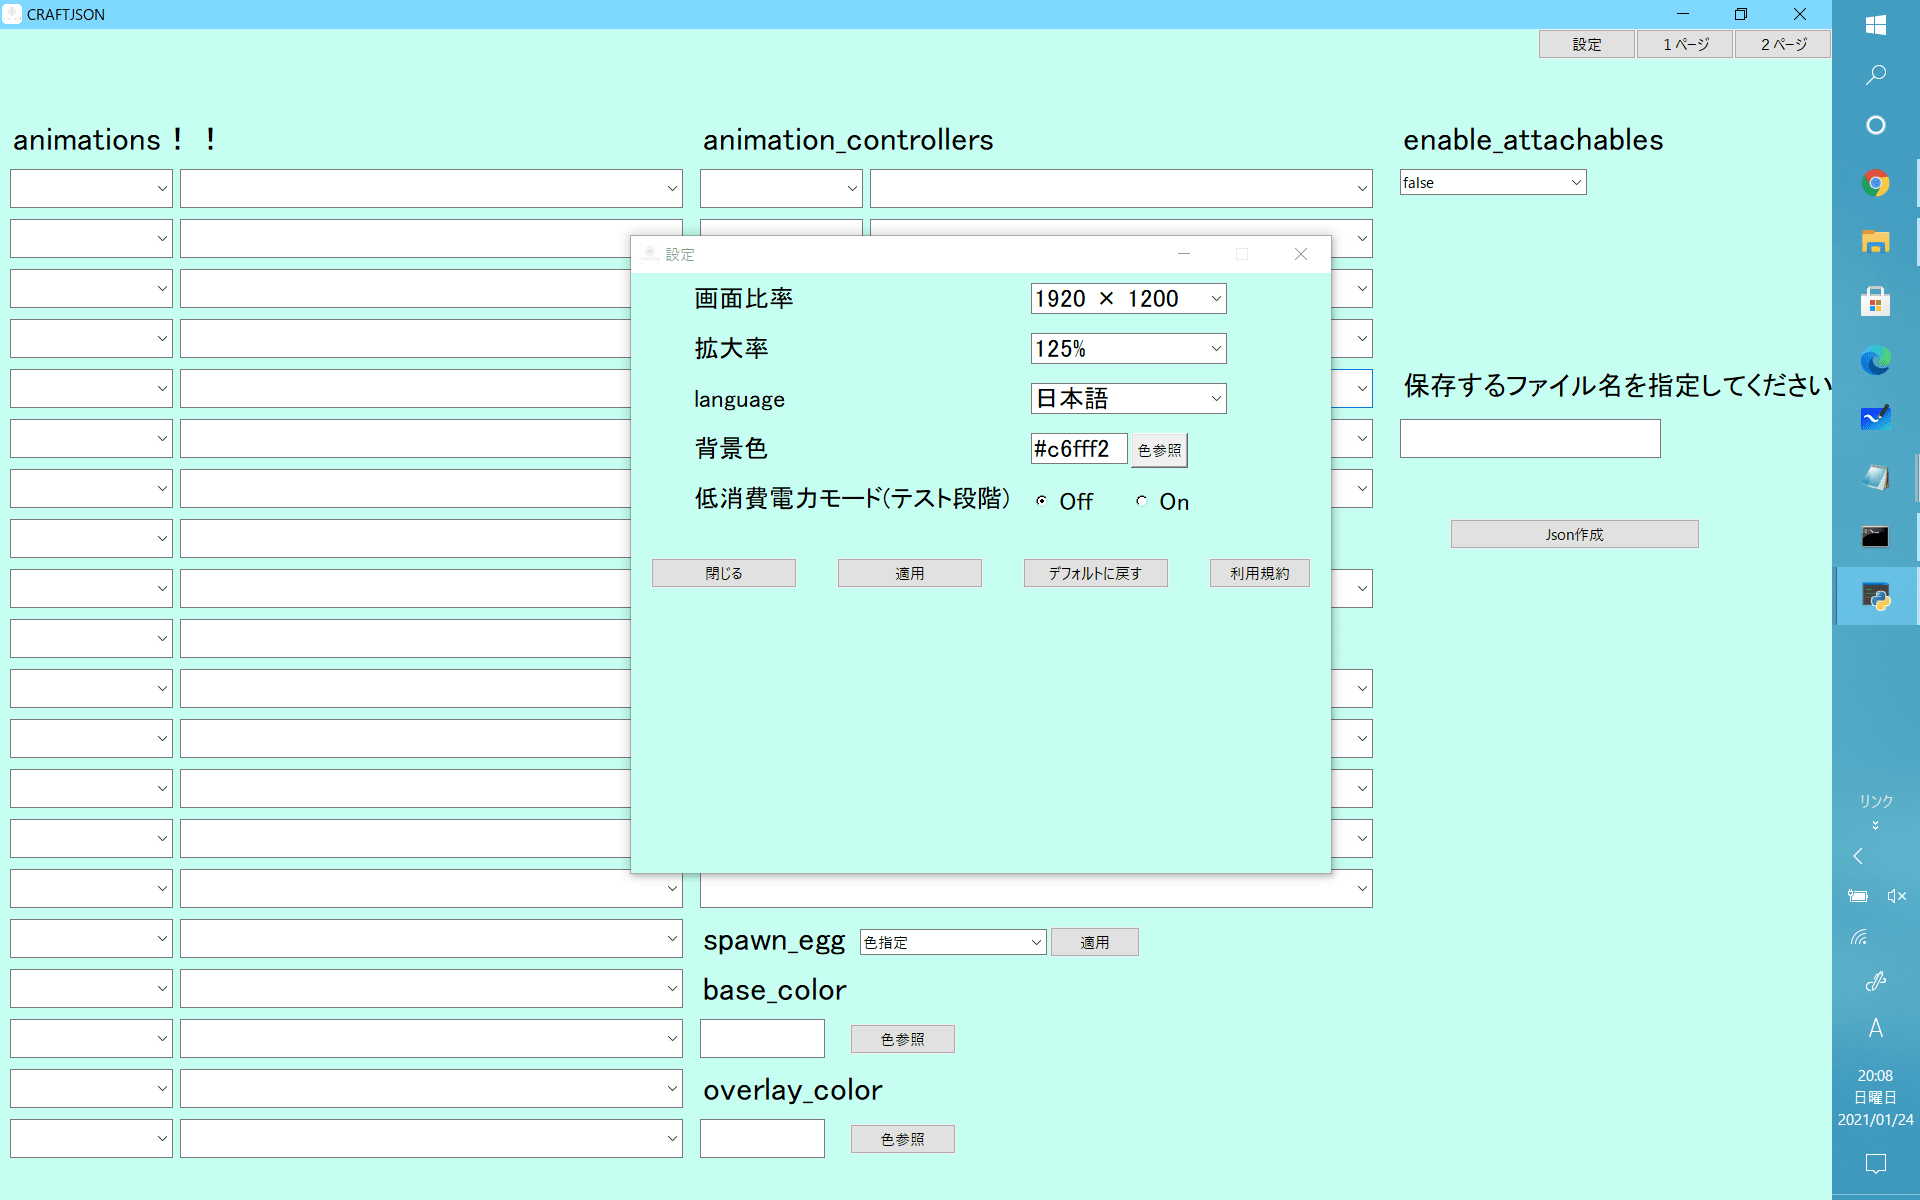 CRAFTJSON
設定
1 ページ
2 ページ
animations！！
animation_controllers
enable_attachables
false
設定
画面比率
1920 × 1200
拡大率
125%
language
日本語
背景色
#c6fff2
色参照
低消費電力モード(テスト段階)
Off
On
閉じる
適用
デフォルトに戻す
利用規約
保存するファイル名を指定してください
Json作成
spawn_egg
色指定
適用
base_color
色参照
overlay_color
色参照
リンク
A
20:08
日曜日
2021/01/24